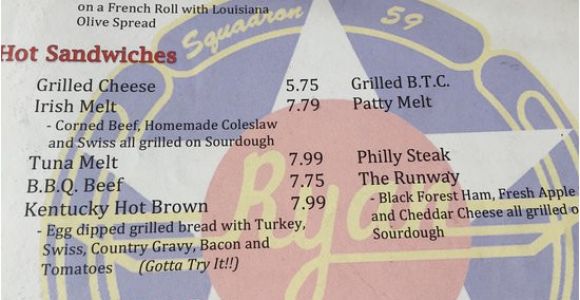 on a French Roll with Louisiana
Olive Spread
Squadron 59
Hot Sandwiches
Grilled Cheese 5.75
Irish Melt 7.79
- Corned Beef, Homemade Coleslaw
and Swiss all grilled on Sourdough
Tuna Melt 7.99
B.B.Q. Beef 7.75
Kentucky Hot Brown 7.99
- Egg dipped grilled bread with Turkey,
Swiss, Country Gravy, Bacon and
Tomatoes (Gotta Try It!!)
Grilled B.T.C.
Patty Melt
Philly Steak
The Runway
- Black Forest Ham, Fresh Apple
and Cheddar Cheese all grilled o
Sourdough
Ryan